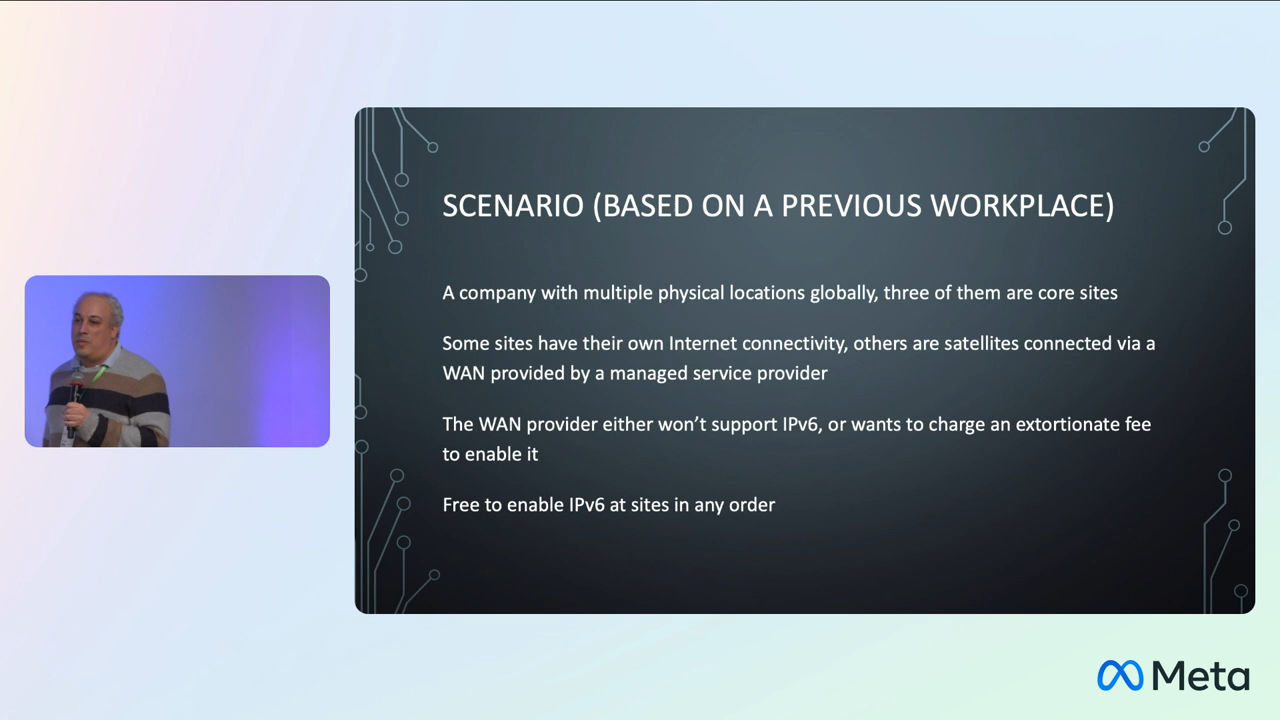 SCENARIO (BASED ON A PREVIOUS WORKPLACE)
A company with multiple physical locations globally, three of them are core sites
Some sites have their own Internet connectivity, others are satellites connected via a
WAN provided by a managed service provider
The WAN provider either won’t support IPv6, or wants to charge an extortionate fee
to enable it
Free to enable IPv6 at sites in any order
Meta